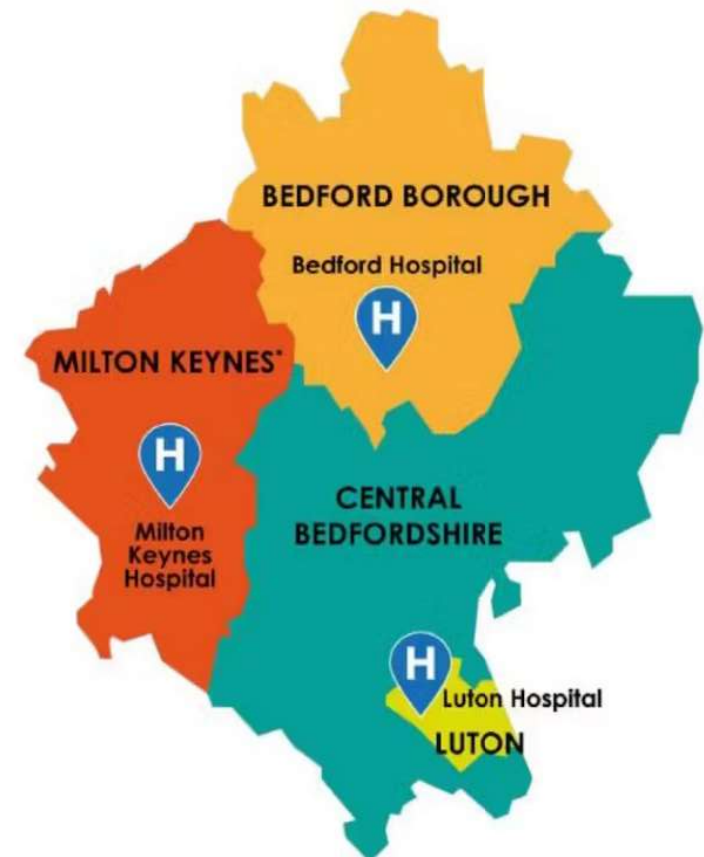 BEDFORD BOROUGH
Bedford Hospital
H
MILTON KEYNES*
H
Milton
Keynes
Hospital
CENTRAL
BEDFORDSHIRE
H
Luton Hospital
LUTON